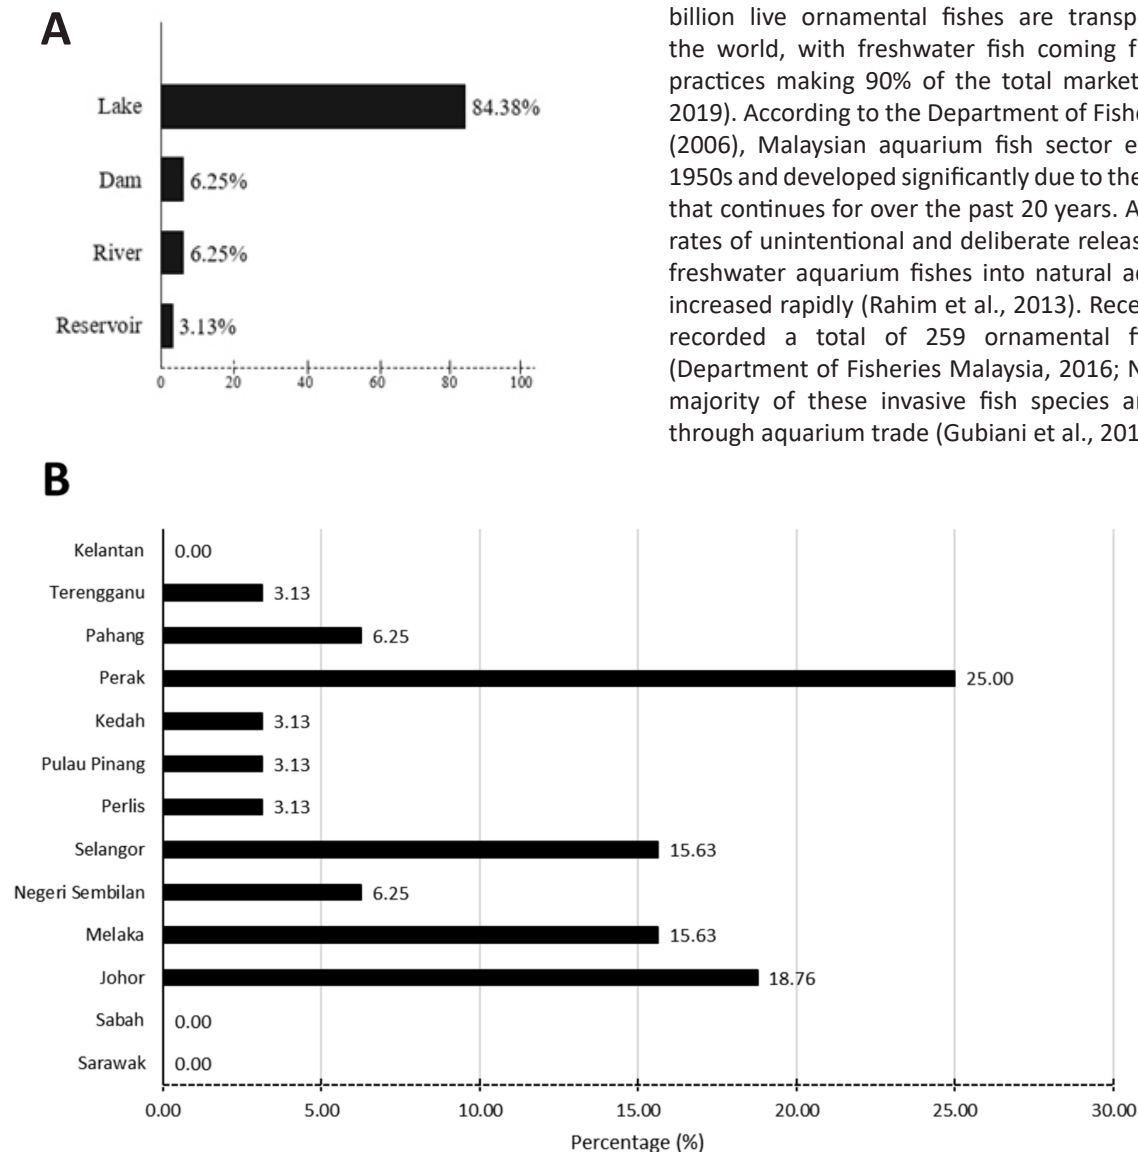 A
Lake 84.38%
Dam 6.25%
River 6.25%
Reservoir 3.13%
0 20 40 60 80 100
billion live ornamental fishes are transp
the world, with freshwater fish coming f
practices making 90% of the total market
2019). According to the Department of Fishe
(2006), Malaysian aquarium fish sector e
1950s and developed significantly due to the
that continues for over the past 20 years. A
rates of unintentional and deliberate releas
freshwater aquarium fishes into natural a
increased rapidly (Rahim et al., 2013). Rece
recorded a total of 259 ornamental f
(Department of Fisheries Malaysia, 2016; N
majority of these invasive fish species a
through aquarium trade (Gubiani et al., 201
B
Kelantan 0.00
Terengganu 3.13
Pahang 6.25
Perak 25.00
Kedah 3.13
Pulau Pinang 3.13
Perlis 3.13
Selangor 15.63
Negeri Sembilan 6.25
Melaka 15.63
Johor 18.76
Sabah 0.00
Sarawak 0.00
0.00 5.00 10.00 15.00 20.00 25.00 30.00
Percentage (%)